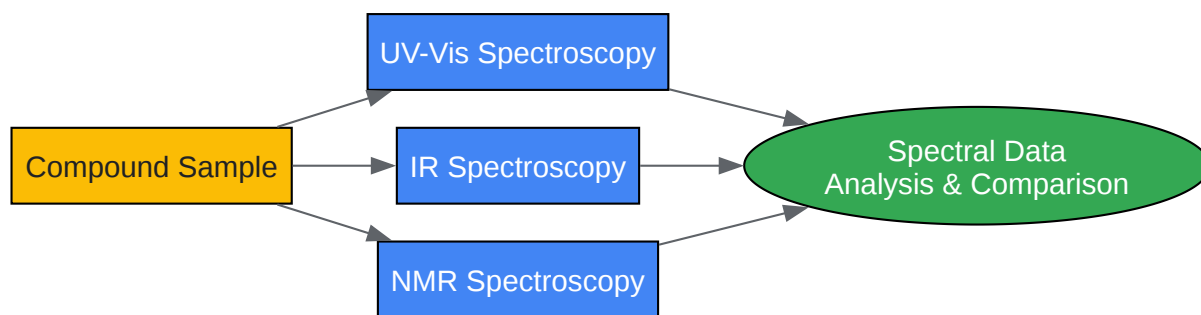 UV-Vis Spectroscopy
Compound Sample
IR Spectroscopy
Spectral Data
Analysis & Comparison
NMR Spectroscopy